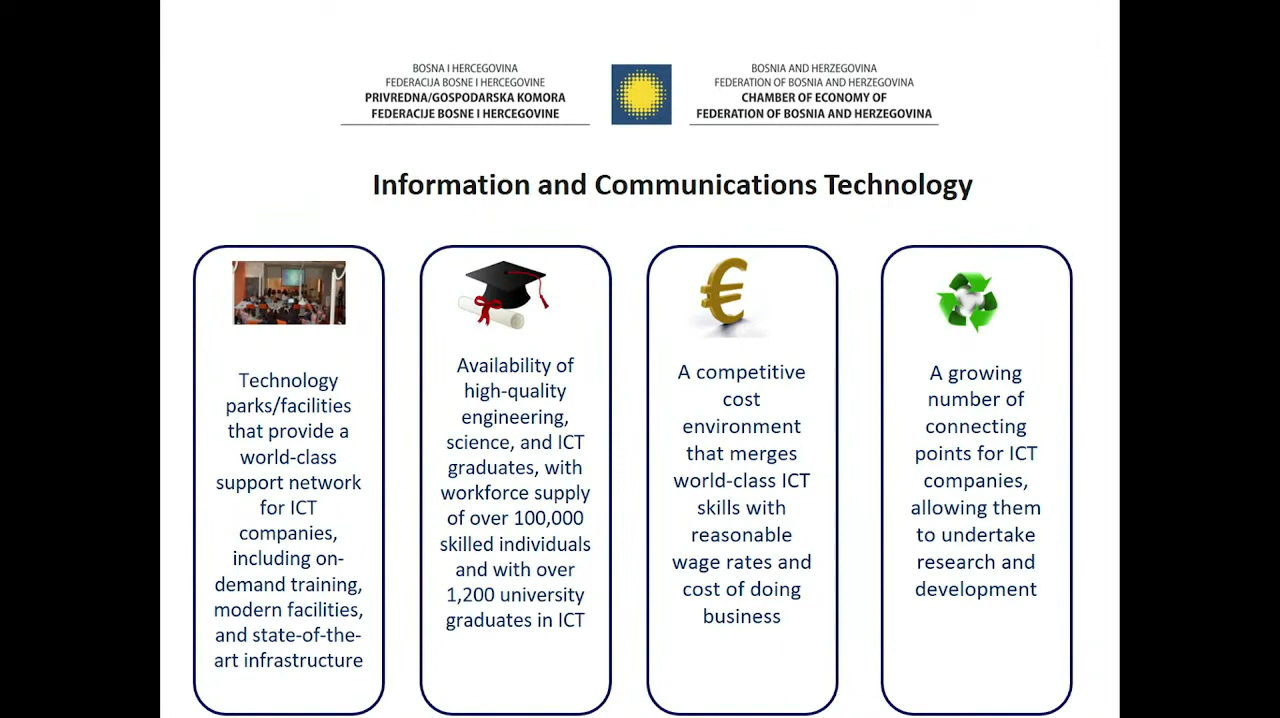 BOSNA I HERCEGOVINA
FEDERACIJA BOSNE I HERCEGOVINE
PRIVREDNA/GOSPODARSKA KOMORA
FEDERACIJE BOSNE I HERCEGOVINE
BOSNIA AND HERZEGOVINA
FEDERATION OF BOSNIA AND HERZEGOVINA
CHAMBER OF ECONOMY OF
FEDERATION OF BOSNIA AND HERZEGOVINA
Information and Communications Technology
Technology
parks/facilities
that provide a
world-class
support network
for ICT
companies,
including on-
demand training,
modern facilities,
and state-of-the-
art infrastructure
Availability of
high-quality
engineering,
science, and ICT
graduates, with
workforce supply
of over 100,000
skilled individuals
and with over
1,200 university
graduates in ICT
A competitive
cost
environment
that merges
world-class ICT
skills with
reasonable
wage rates and
cost of doing
business
A growing
number of
connecting
points for ICT
companies,
allowing them
to undertake
research and
development